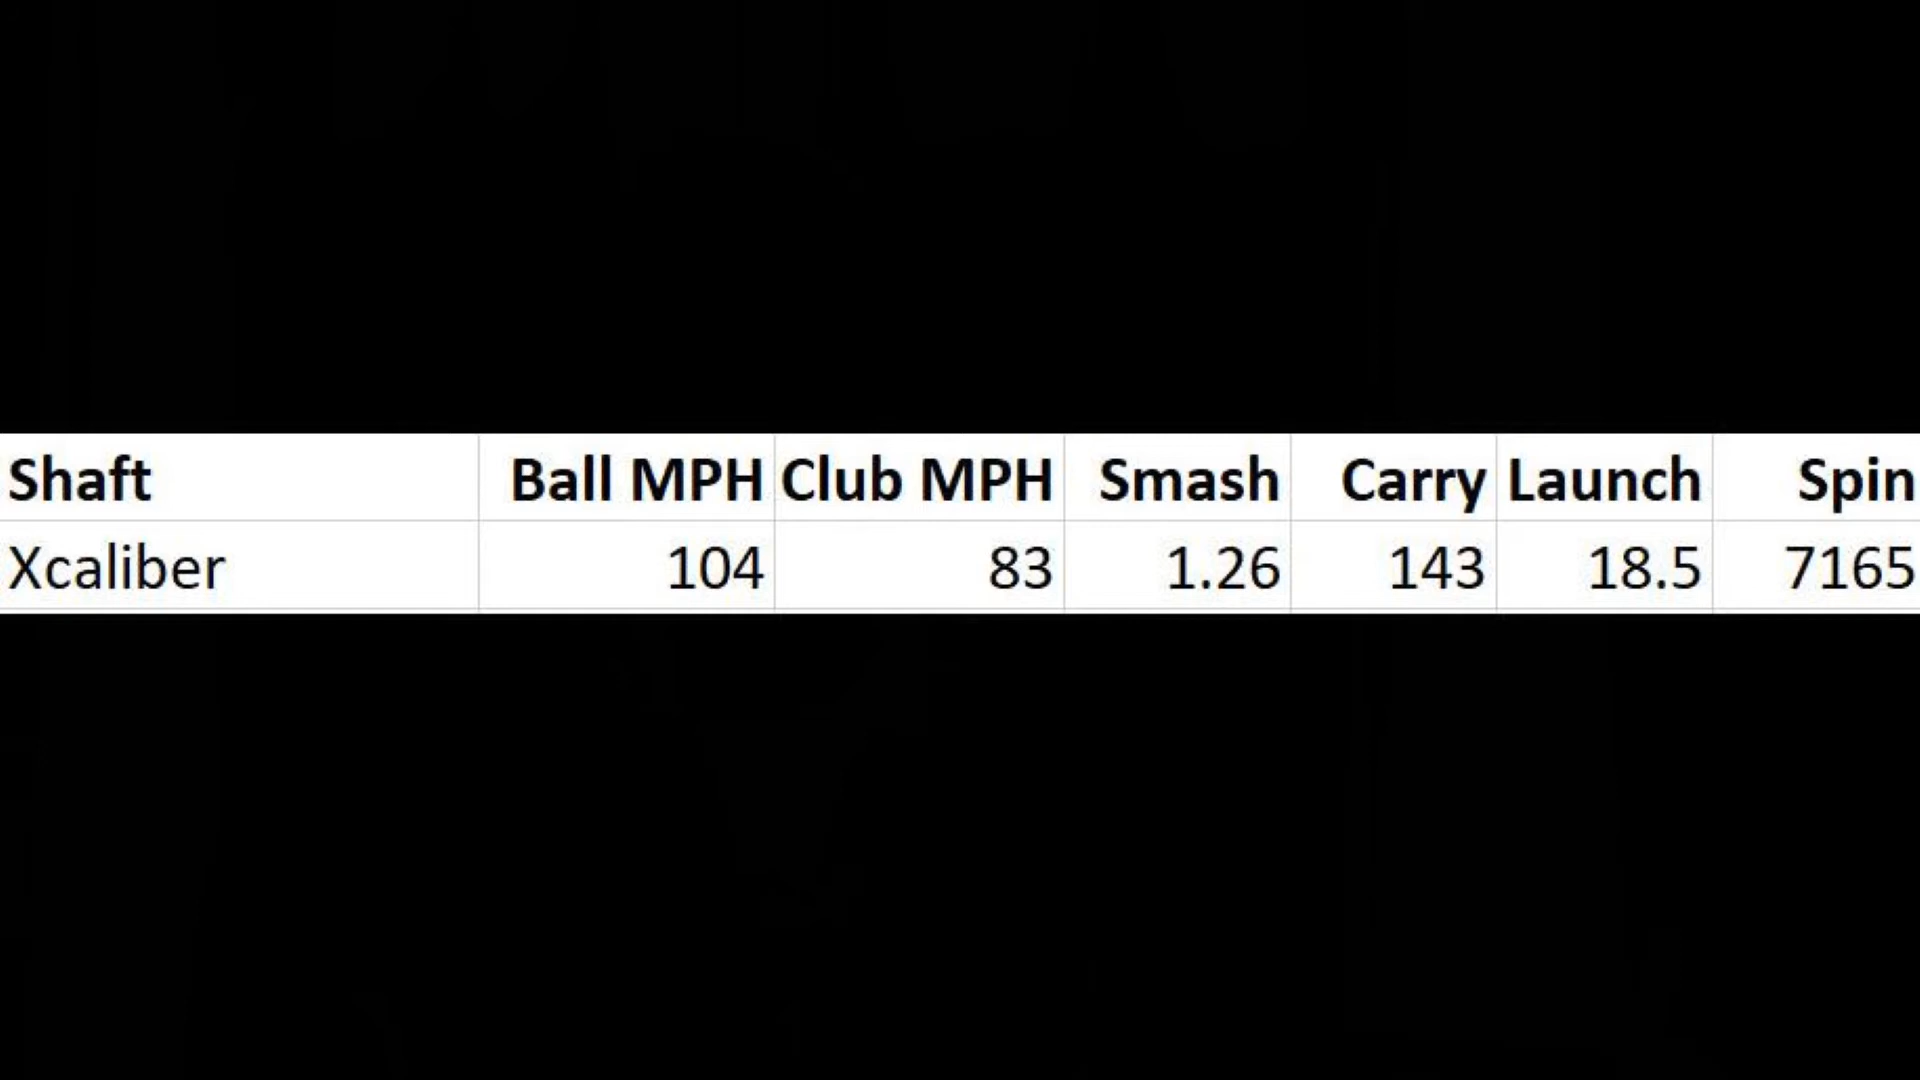 Shaft Ball MPH Club MPH Smash Carry Launch Spin
Xcaliber 104 83 1.26 143 18.5 7165